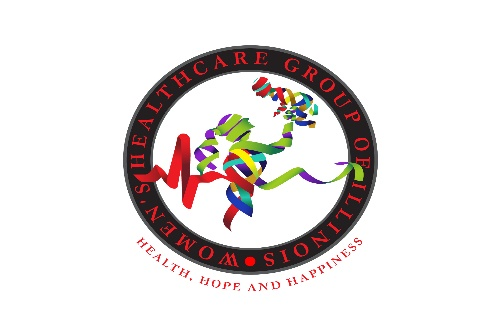 WOMEN'S HEALTHCARE GROUP OF ILLINOIS
HEALTH, HOPE AND HAPPINESS